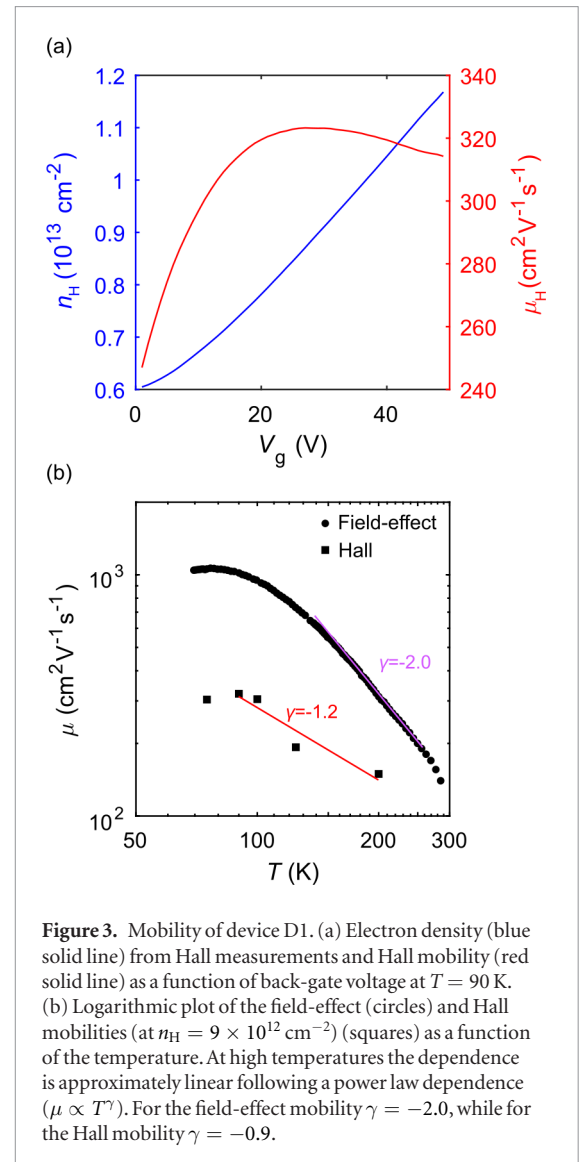 (a)
1.2
1.1
1
0.9
0.8
0.7
0.6
n_H (10^13 cm^-2)
340
320
300
280
260
240
μ_H (cm^2 V^-1 s^-1)
0
20
40
V_g (V)
(b)
10^3
10^2
μ (cm^2 V^-1 s^-1)
Field-effect
Hall
γ=-2.0
γ=-1.2
50
100
200
300
T (K)
Figure 3. Mobility of device D1. (a) Electron density (blue
solid line) from Hall measurements and Hall mobility (red
solid line) as a function of back-gate voltage at T = 90 K.
(b) Logarithmic plot of the field-effect (circles) and Hall
mobilities (at n_H = 9 × 10^12 cm^−2) (squares) as a function
of the temperature. At high temperatures the dependence
is approximately linear following a power law dependence
(μ ∝ T^γ). For the field-effect mobility γ = −2.0, while for
the Hall mobility γ = −0.9.